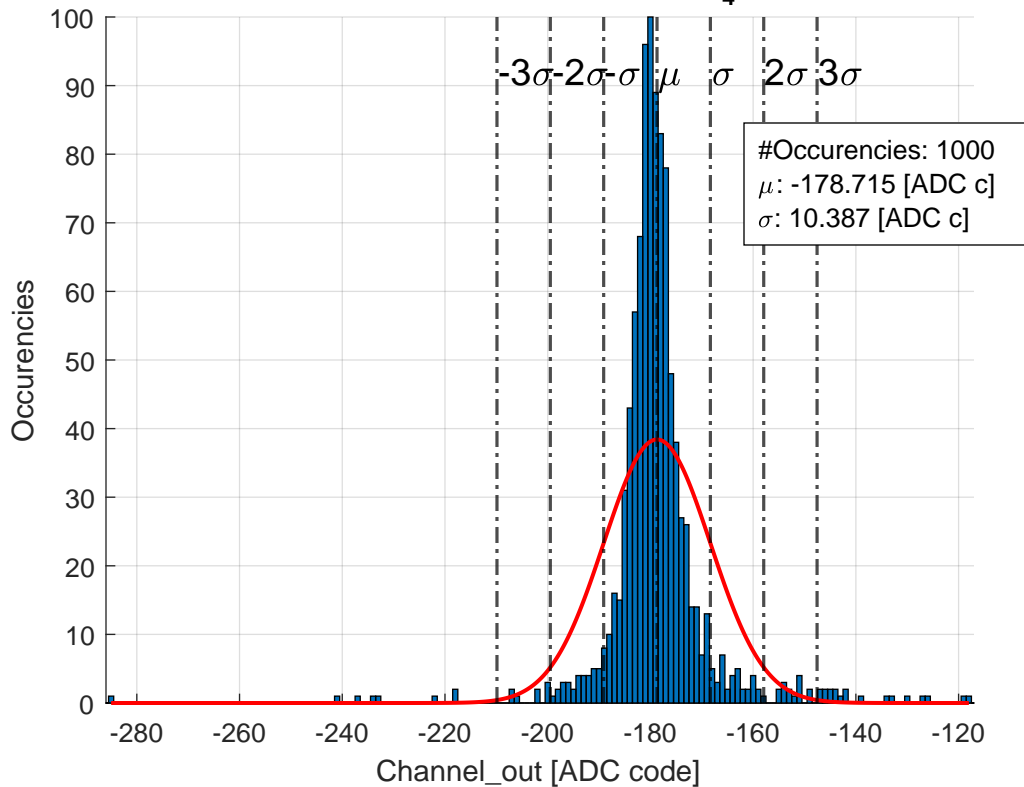 4
100
90
80
70
60
50
40
30
20
10
0
-3σ -2σ -σ μ σ 2σ 3σ
#Occurencies: 1000
μ: -178.715 [ADC c]
σ: 10.387 [ADC c]
Occurencies
-280 -260 -240 -220 -200 -180 -160 -140 -120
Channel_out [ADC code]